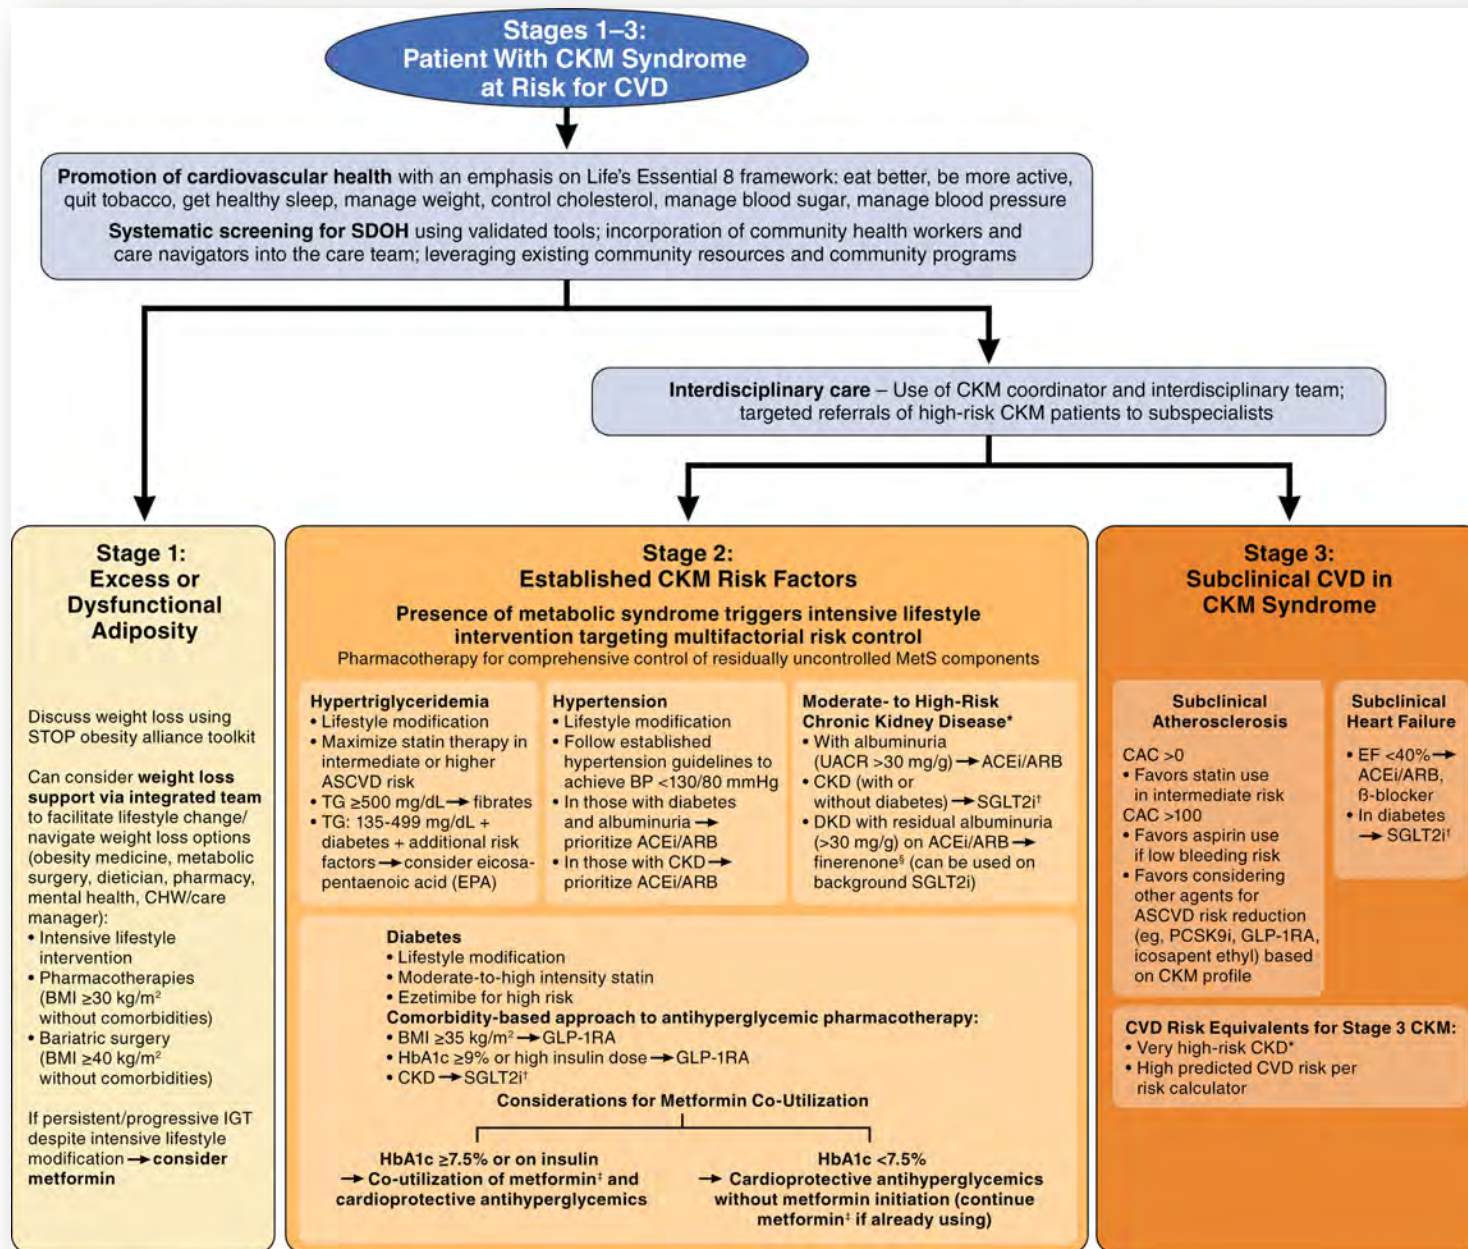 Stages 1–3:
Patient With CKM Syndrome
at Risk for CVD
Promotion of cardiovascular health with an emphasis on Life's Essential 8 framework: eat better, be more active,
quit tobacco, get healthy sleep, manage weight, control cholesterol, manage blood sugar, manage blood pressure
Systematic screening for SDOH using validated tools; incorporation of community health workers and
care navigators into the care team; leveraging existing community resources and community programs
Interdisciplinary care – Use of CKM coordinator and interdisciplinary team;
targeted referrals of high-risk CKM patients to subspecialists
Stage 1:
Excess or
Dysfunctional
Adiposity
Discuss weight loss using
STOP obesity alliance toolkit
Can consider weight loss
support via integrated team
to facilitate lifestyle change/
navigate weight loss options
(obesity medicine, metabolic
surgery, dietician, pharmacy,
mental health, CHW/care
manager):
• Intensive lifestyle
intervention
• Pharmacotherapies
(BMI ≥30 kg/m²
without comorbidities)
• Bariatric surgery
(BMI ≥40 kg/m²
without comorbidities)
If persistent/progressive IGT
despite intensive lifestyle
modification → consider
metformin
Stage 2:
Established CKM Risk Factors
Presence of metabolic syndrome triggers intensive lifestyle
intervention targeting multifactorial risk control
Pharmacotherapy for comprehensive control of residually uncontrolled MetS components
Hypertriglyceridemia
• Lifestyle modification
• Maximize statin therapy in
intermediate or higher
ASCVD risk
• TG ≥500 mg/dL → fibrates
• TG: 135-499 mg/dL +
diabetes + additional risk
factors → consider eicosa-
pentaenoic acid (EPA)
Hypertension
• Lifestyle modification
• Follow established
hypertension guidelines to
achieve BP <130/80 mmHg
• In those with diabetes
and albuminuria →
prioritize ACEi/ARB
• In those with CKD →
prioritize ACEi/ARB
Moderate- to High-Risk
Chronic Kidney Disease*
• With albuminuria
(UACR >30 mg/g) → ACEi/ARB
• CKD (with or
without diabetes) → SGLT2i†
• DKD with residual albuminuria
(>30 mg/g) on ACEi/ARB →
finerenone§ (can be used on
background SGLT2i)
Diabetes
• Lifestyle modification
• Moderate-to-high intensity statin
• Ezetimibe for high risk
Comorbidity-based approach to antihyperglycemic pharmacotherapy:
• BMI ≥35 kg/m² → GLP-1RA
• HbA1c ≥9% or high insulin dose → GLP-1RA
• CKD → SGLT2i†
Considerations for Metformin Co-Utilization
HbA1c ≥7.5% or on insulin
→ Co-utilization of metformin‡ and
cardioprotective antihyperglycemics
HbA1c <7.5%
→ Cardioprotective antihyperglycemics
without metformin initiation (continue
metformin‡ if already using)
Stage 3:
Subclinical CVD in
CKM Syndrome
Subclinical
Atherosclerosis
CAC >0
• Favors statin use
in intermediate risk
CAC >100
• Favors aspirin use
if low bleeding risk
• Favors considering
other agents for
ASCVD risk reduction
(eg, PCSK9i, GLP-1RA,
icosapent ethyl) based
on CKM profile
Subclinical
Heart Failure
• EF <40% →
ACEi/ARB,
ß-blocker
• In diabetes
→ SGLT2i†
CVD Risk Equivalents for Stage 3 CKM:
• Very high-risk CKD*
• High predicted CVD risk per
risk calculator